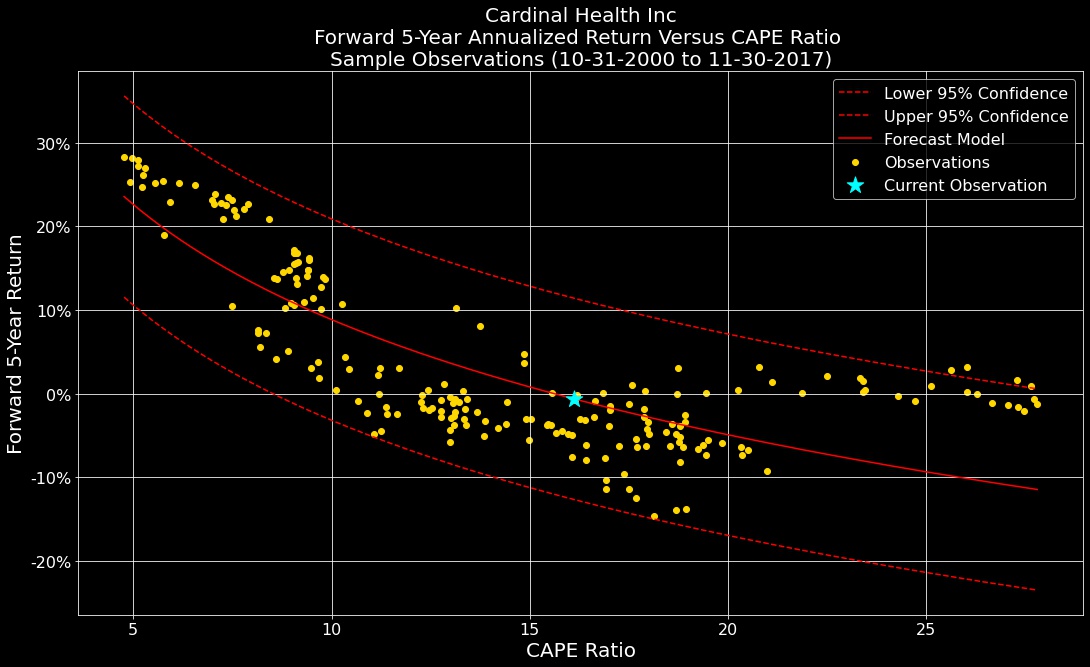 Cardinal Health Inc
Forward 5-Year Annualized Return Versus CAPE Ratio
Sample Observations (10-31-2000 to 11-30-2017)
Lower 95% Confidence
Upper 95% Confidence
Forecast Model
Observations
Current Observation
Forward 5-Year Return
30%
20%
10%
0%
-10%
-20%
5 10 15 20 25
CAPE Ratio